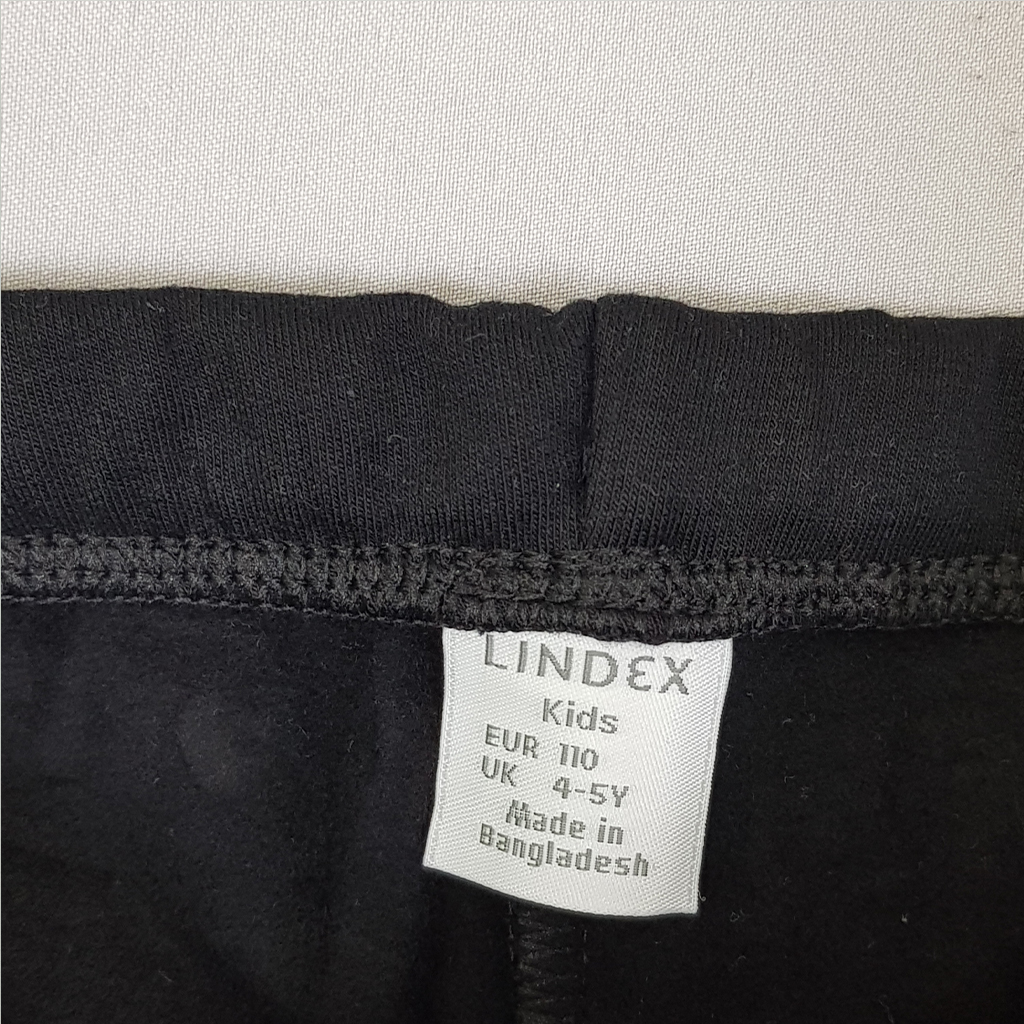 LINDEX
Kids
EUR 110
UK 4-5Y
Made in
Bangladesh